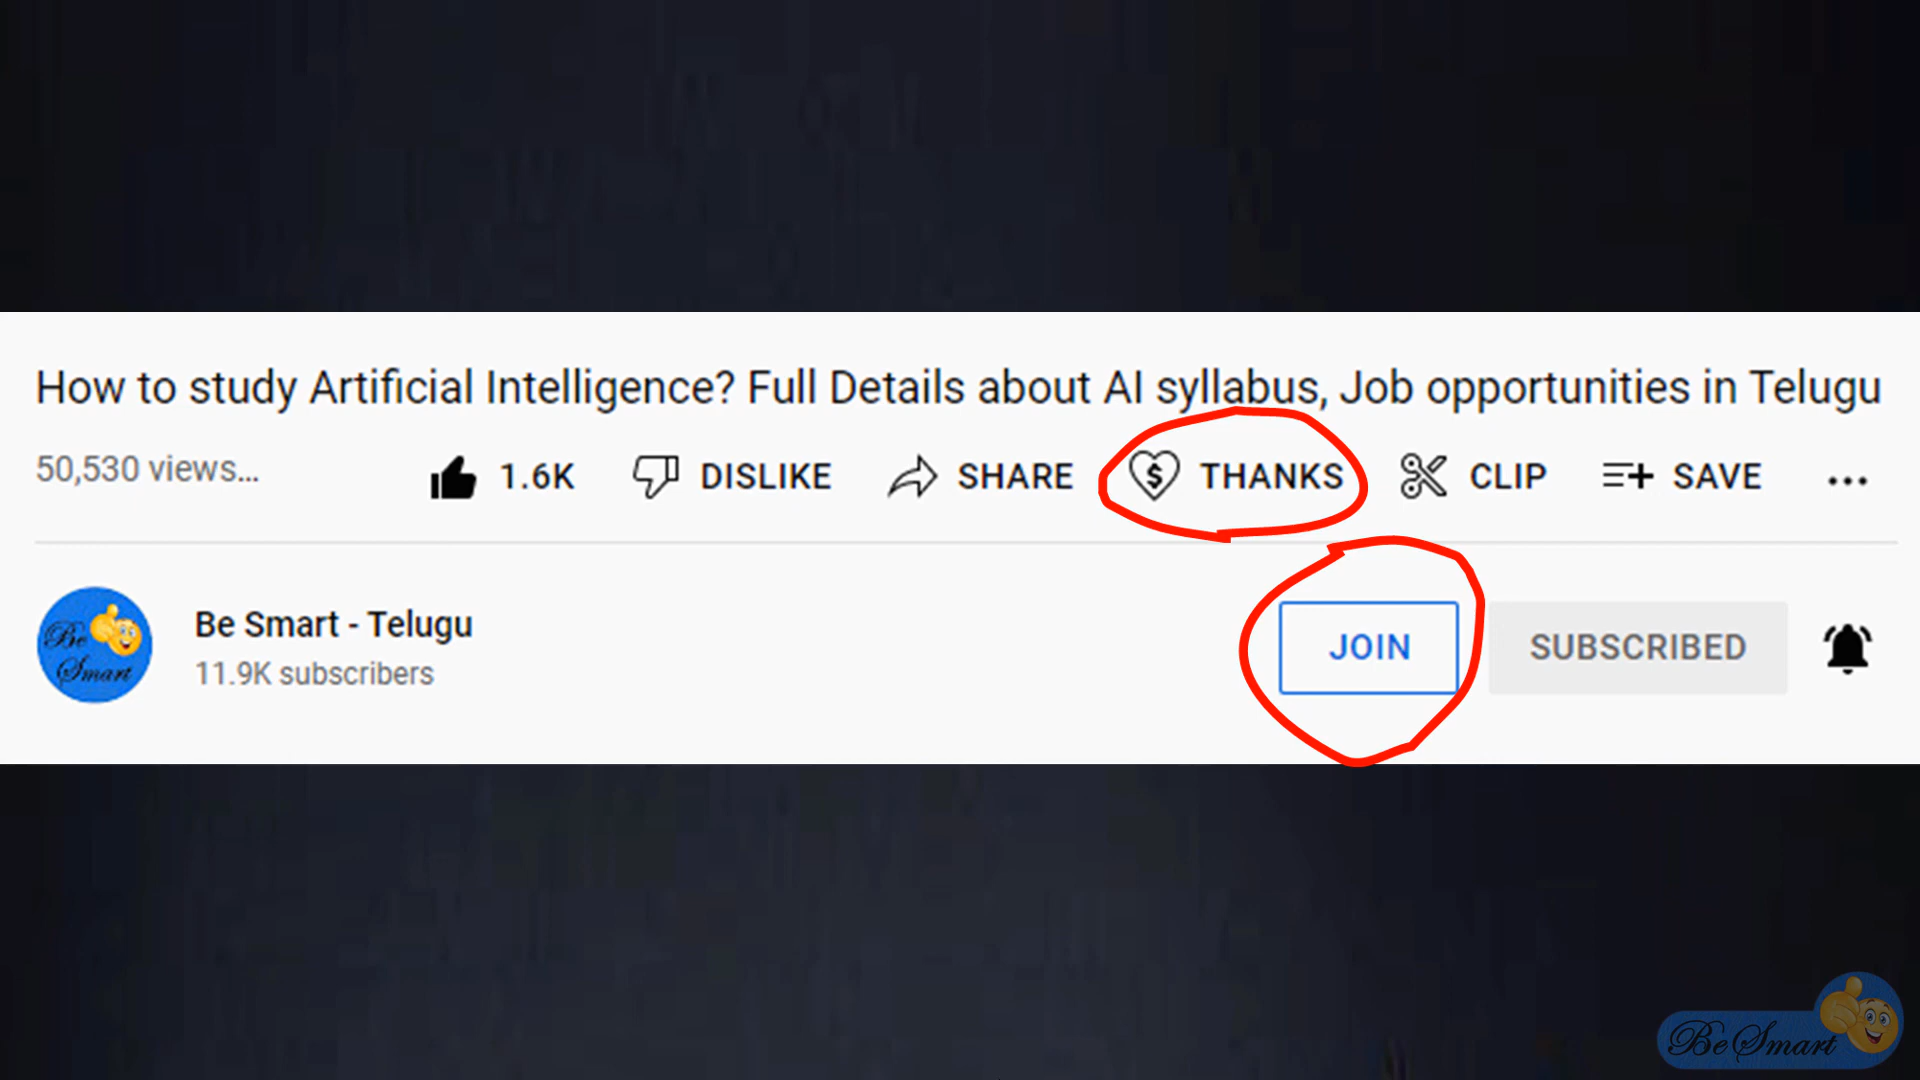 How to study Artificial Intelligence? Full Details about AI syllabus, Job opportunities in Telugu
50,530 views... 1.6K DISLIKE SHARE $ THANKS CLIP SAVE ...
Be Smart
Be Smart - Telugu
11.9K subscribers
JOIN SUBSCRIBED
Be Smart